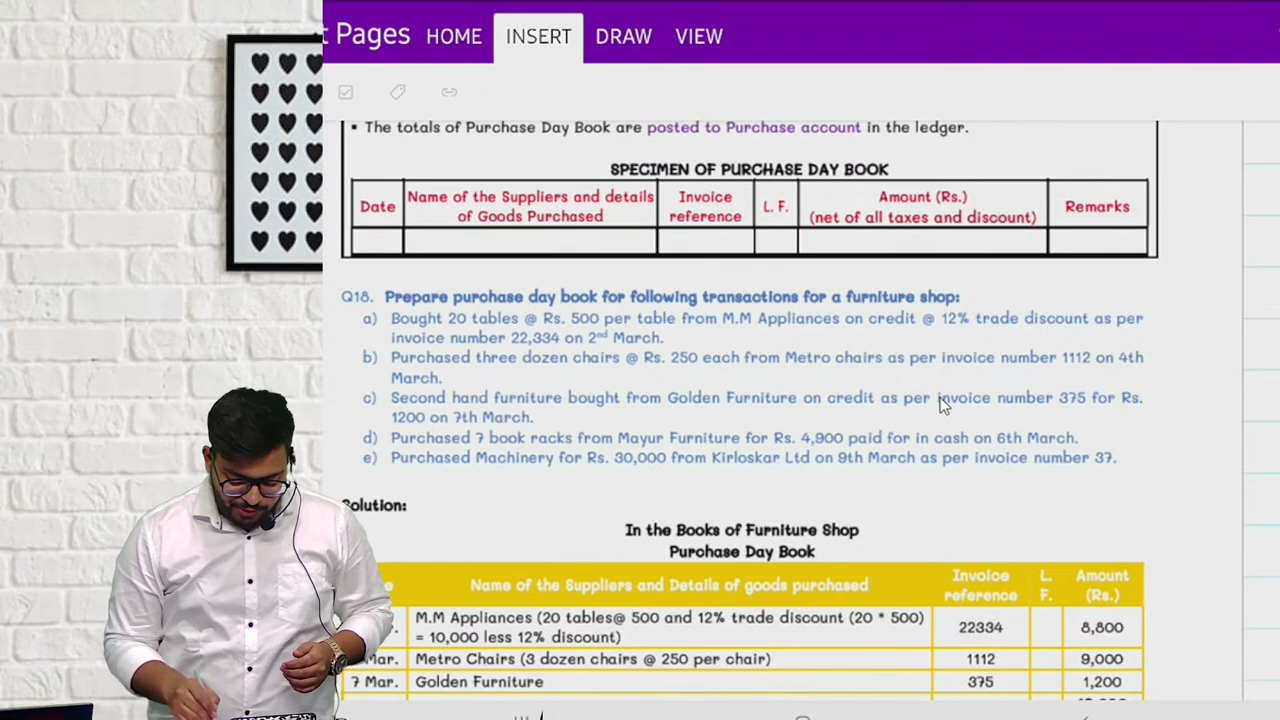 t Pages HOME INSERT DRAW VIEW
▪ The totals of Purchase Day Book are posted to Purchase account in the ledger.
SPECIMEN OF PURCHASE DAY BOOK
Date Name of the Suppliers and details of Goods Purchased Invoice reference L. F. Amount (Rs.) (net of all taxes and discount) Remarks
Q18. Prepare purchase day book for following transactions for a furniture shop:
a) Bought 20 tables @ Rs. 500 per table from M.M Appliances on credit @ 12% trade discount as per
invoice number 22,334 on 2nd March.
b) Purchased three dozen chairs @ Rs. 250 each from Metro chairs as per invoice number 1112 on 4th
March.
c) Second hand furniture bought from Golden Furniture on credit as per invoice number 375 for Rs.
1200 on 7th March.
d) Purchased 7 book racks from Mayur Furniture for Rs. 4,900 paid for in cash on 6th March.
e) Purchased Machinery for Rs. 30,000 from Kirloskar Ltd on 9th March as per invoice number 37.
Solution:
In the Books of Furniture Shop
Purchase Day Book
e Name of the Suppliers and Details of goods purchased Invoice reference L. F. Amount (Rs.)
M.M Appliances (20 tables@ 500 and 12% trade discount (20 * 500)
= 10,000 less 12% discount) 22334 8,800
Mar. Metro Chairs (3 dozen chairs @ 250 per chair) 1112 9,000
7 Mar. Golden Furniture 375 1,200